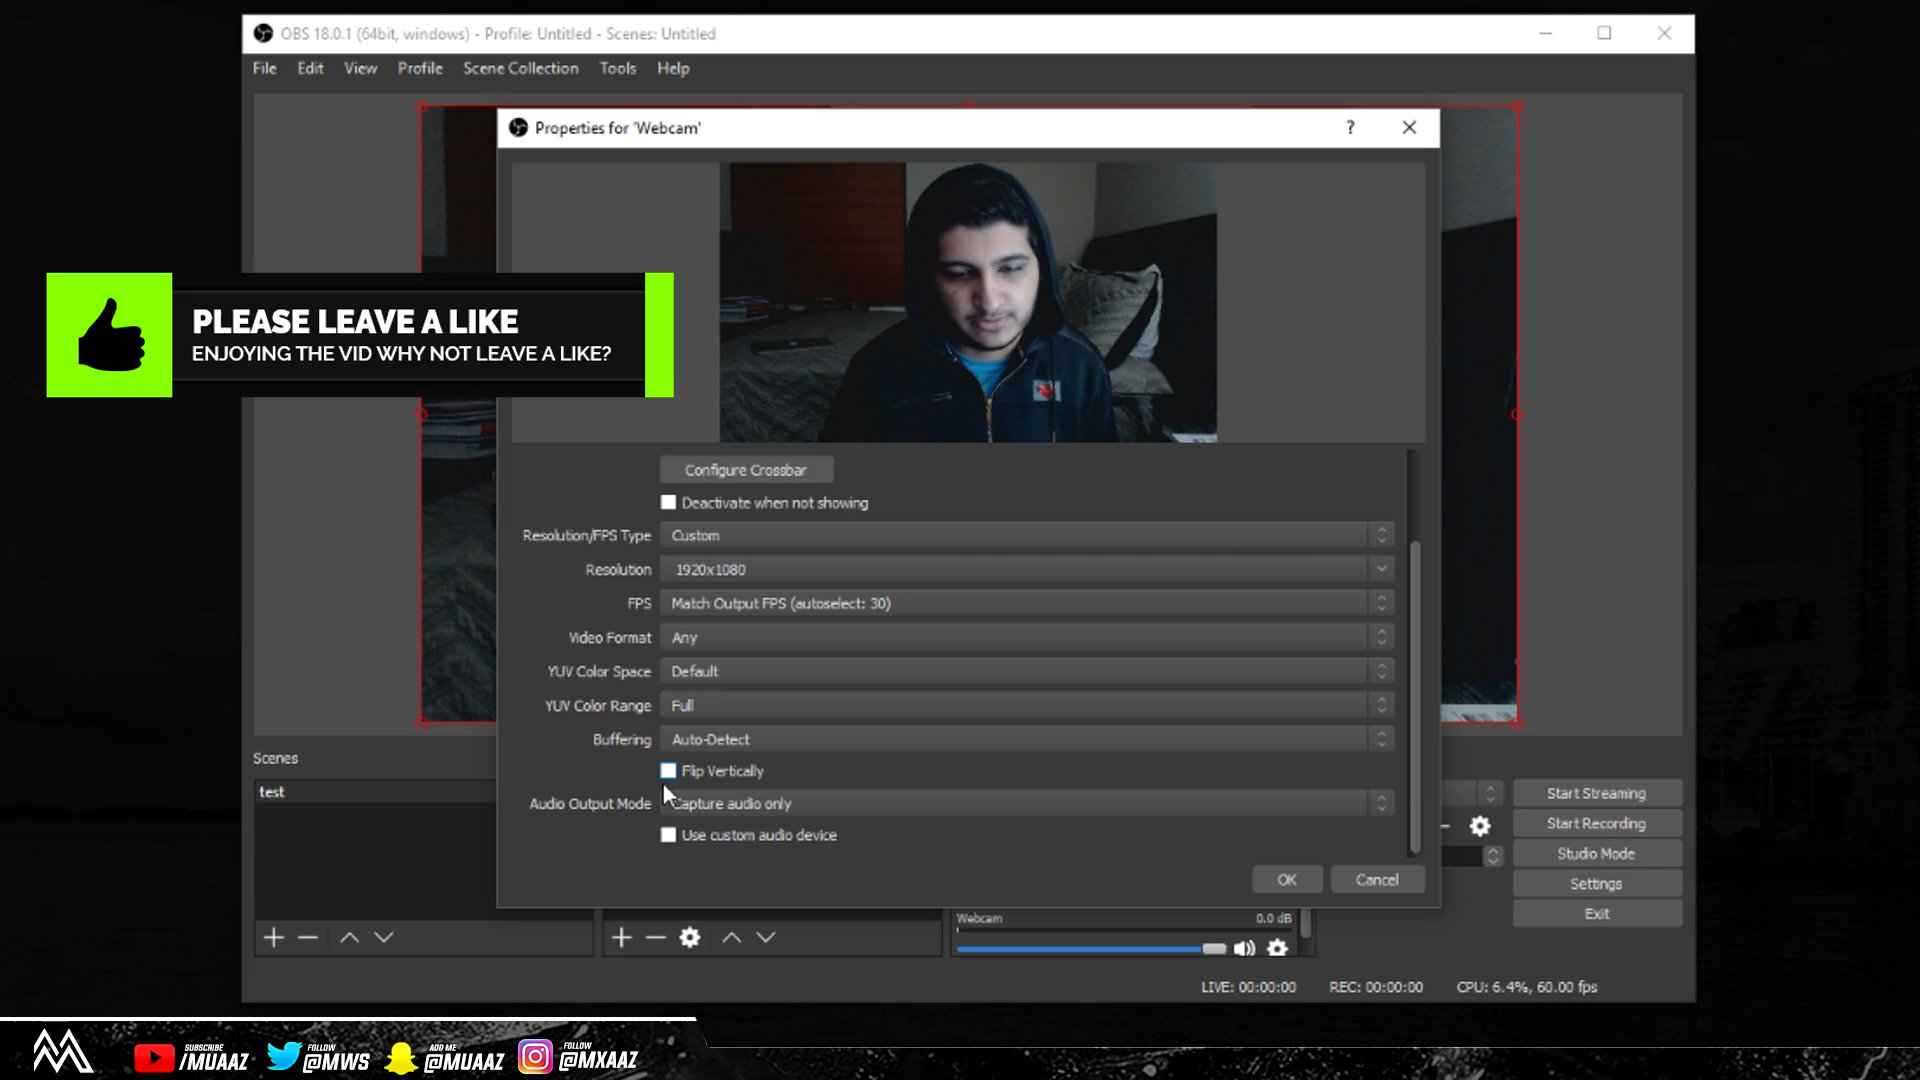 OBS 18.0.1 (64bit, windows) - Profile: Untitled - Scenes: Untitled
File Edit View Profile Scene Collection Tools Help
Properties for 'Webcam'
?
PLEASE LEAVE A LIKE
ENJOYING THE VID WHY NOT LEAVE A LIKE?
Configure Crossbar
Deactivate when not showing
Resolution/FPS Type Custom
Resolution 1920x1080
FPS Match Output FPS (autoselect: 30)
Video Format Any
YUV Color Space Default
YUV Color Range Full
Buffering Auto-Detect
Flip Vertically
Audio Output Mode Capture audio only
Use custom audio device
OK Cancel
Scenes
test
Start Streaming
Start Recording
Studio Mode
Settings
Exit
Webcam 0.0 dB
LIVE: 00:00:00 REC: 00:00:00 CPU: 6.4%, 60.00 fps
SUBSCRIBE
/MUAAZ
FOLLOW
@MWS
ADD ME
@MUAAZ
FOLLOW
@MXAAZ